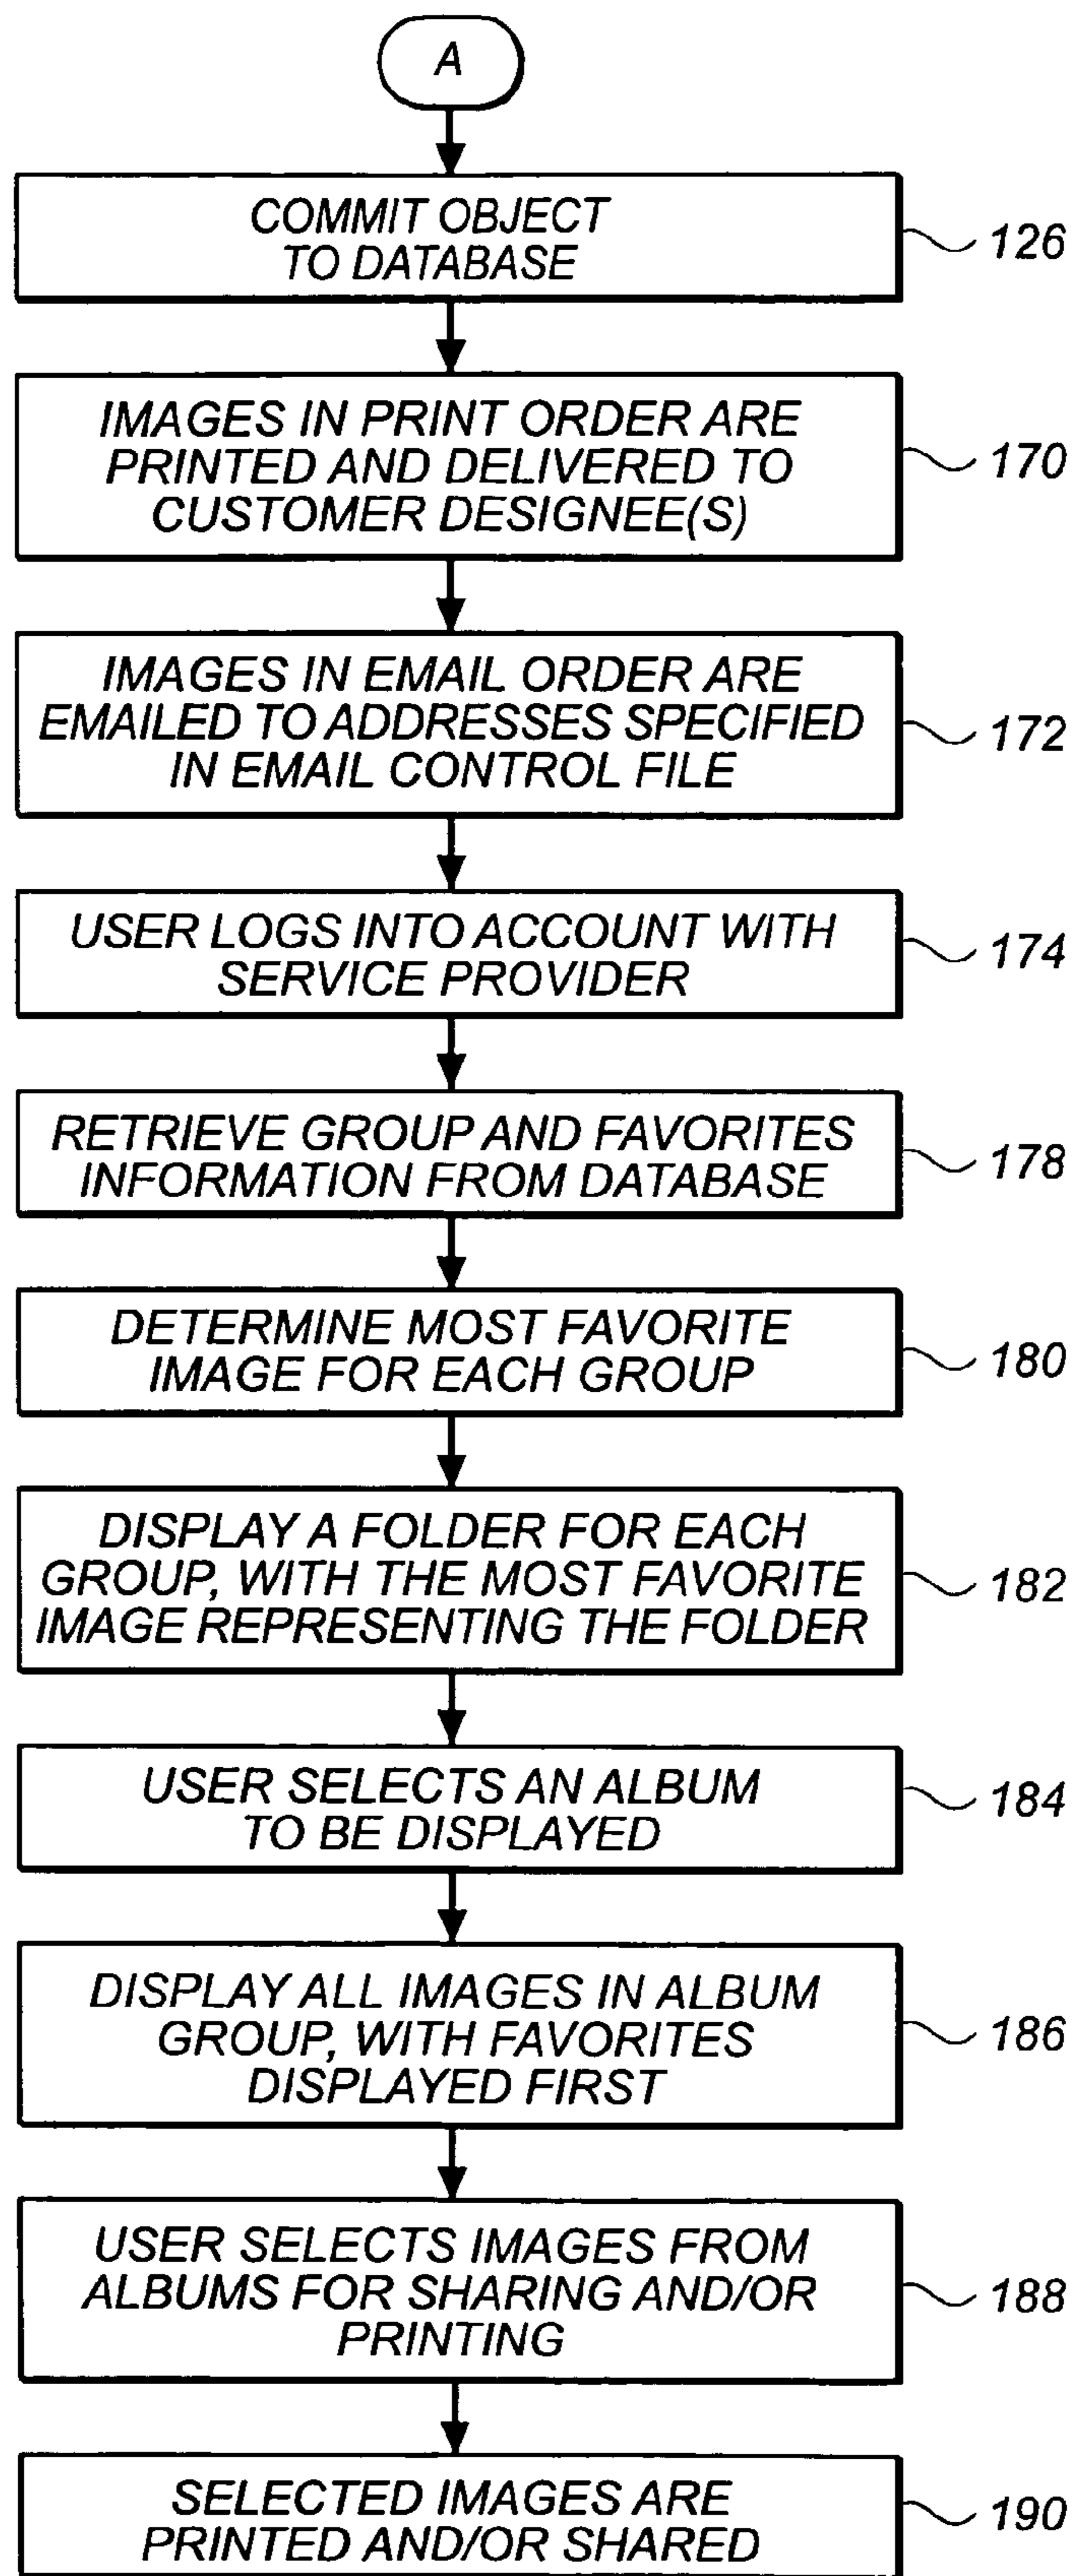 A
COMMIT OBJECT
TO DATABASE
126
IMAGES IN PRINT ORDER ARE
PRINTED AND DELIVERED TO
CUSTOMER DESIGNEE(S)
170
IMAGES IN EMAIL ORDER ARE
EMAILED TO ADDRESSES SPECIFIED
IN EMAIL CONTROL FILE
172
USER LOGS INTO ACCOUNT WITH
SERVICE PROVIDER
174
RETRIEVE GROUP AND FAVORITES
INFORMATION FROM DATABASE
178
DETERMINE MOST FAVORITE
IMAGE FOR EACH GROUP
180
DISPLAY A FOLDER FOR EACH
GROUP, WITH THE MOST FAVORITE
IMAGE REPRESENTING THE FOLDER
182
USER SELECTS AN ALBUM
TO BE DISPLAYED
184
DISPLAY ALL IMAGES IN ALBUM
GROUP, WITH FAVORITES
DISPLAYED FIRST
186
USER SELECTS IMAGES FROM
ALBUMS FOR SHARING AND/OR
PRINTING
188
SELECTED IMAGES ARE
PRINTED AND/OR SHARED
190